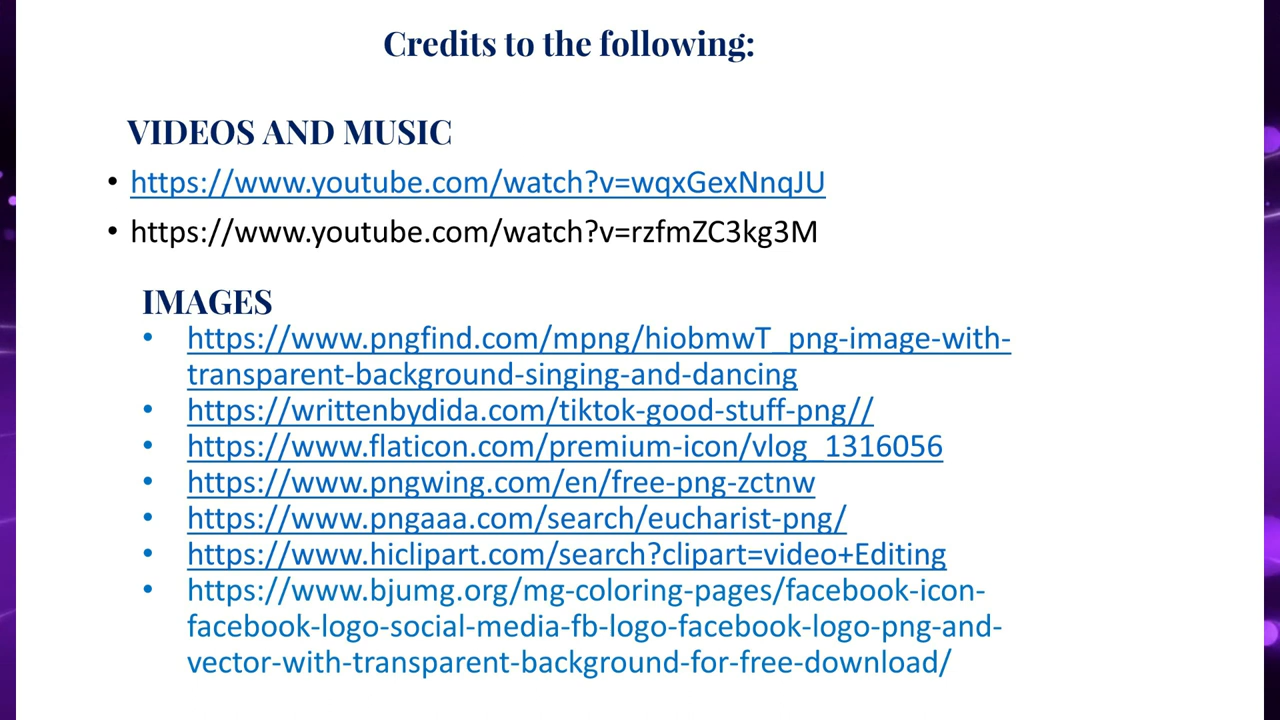 Credits to the following:
VIDEOS AND MUSIC
• https://www.youtube.com/watch?v=wqxGexNnqJU
• https://www.youtube.com/watch?v=rzfmZC3kg3M
IMAGES
• https://www.pngfind.com/mpng/hiobmwT_png-image-with-
transparent-background-singing-and-dancing
• https://writtenbydida.com/tiktok-good-stuff-png//
• https://www.flaticon.com/premium-icon/vlog_1316056
• https://www.pngwing.com/en/free-png-zctnw
• https://www.pngaaa.com/search/eucharist-png/
• https://www.hiclipart.com/search?clipart=video+Editing
• https://www.bjumg.org/mg-coloring-pages/facebook-icon-
facebook-logo-social-media-fb-logo-facebook-logo-png-and-
vector-with-transparent-background-for-free-download/